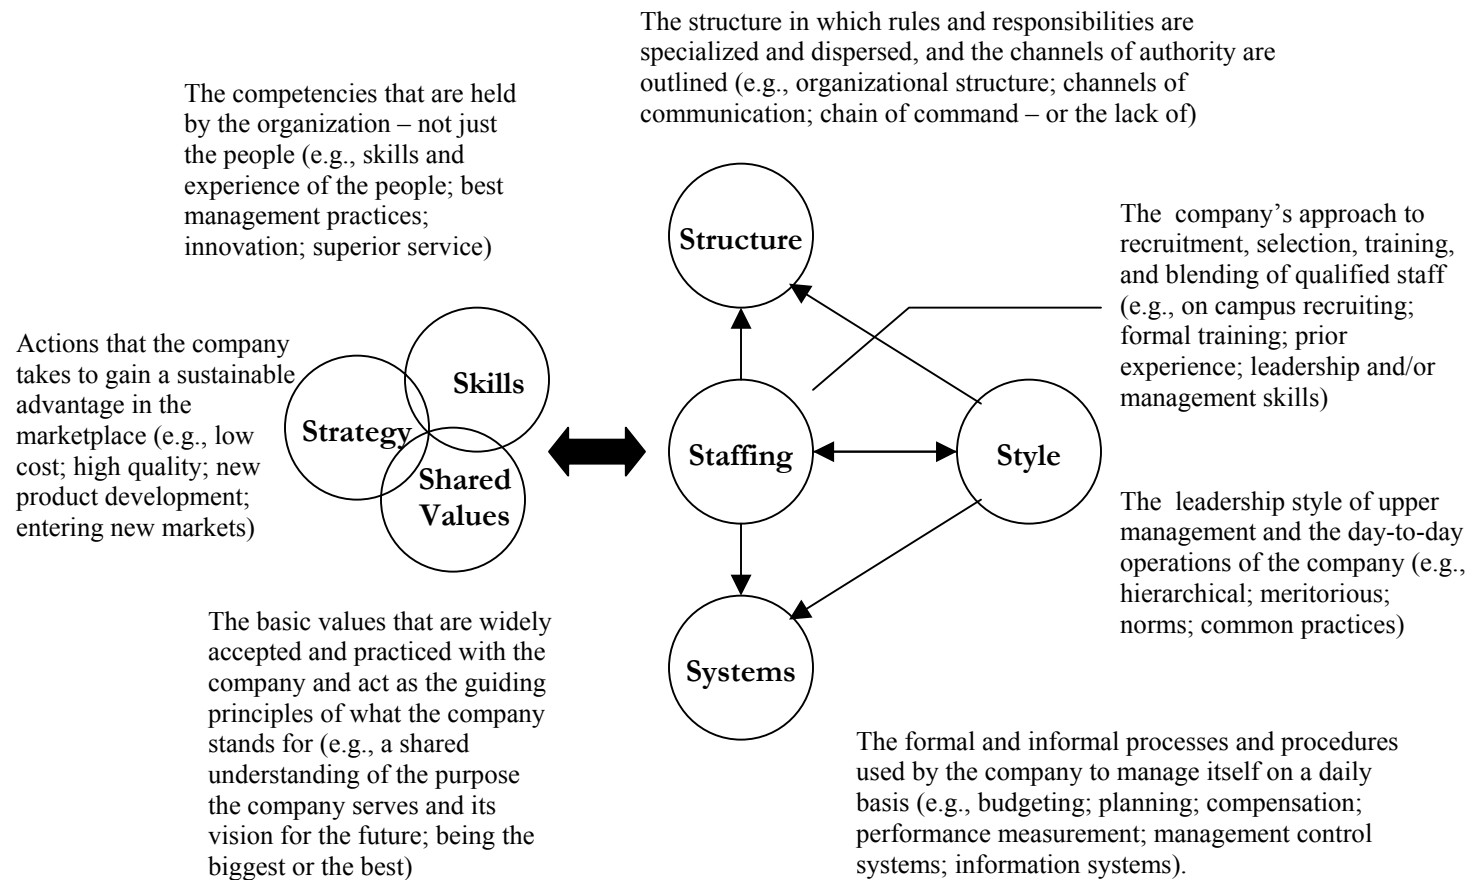 The structure in which rules and responsibilities are
specialized and dispersed, and the channels of authority are
outlined (e.g., organizational structure; channels of
communication; chain of command – or the lack of)
The competencies that are held
by the organization – not just
the people (e.g., skills and
experience of the people; best
management practices;
innovation; superior service)
Structure
The  company’s approach to
recruitment, selection, training,
and blending of qualified staff
(e.g., on campus recruiting;
formal training; prior
experience; leadership and/or
management skills)
Actions that the company
takes to gain a sustainable
advantage in the
marketplace (e.g., low
cost; high quality; new
product development;
entering new markets)
Skills
Strategy
Shared
Values
Staffing
Style
The  leadership style of upper
management and the day-to-day
operations of the company (e.g.,
hierarchical; meritorious;
norms; common practices)
The basic values that are widely
accepted and practiced with the
company and act as the guiding
principles of what the company
stands for (e.g., a shared
understanding of the purpose
the company serves and its
vision for the future; being the
biggest or the best)
Systems
The formal and informal processes and procedures
used by the company to manage itself on a daily
basis (e.g., budgeting; planning; compensation;
performance measurement; management control
systems; information systems).